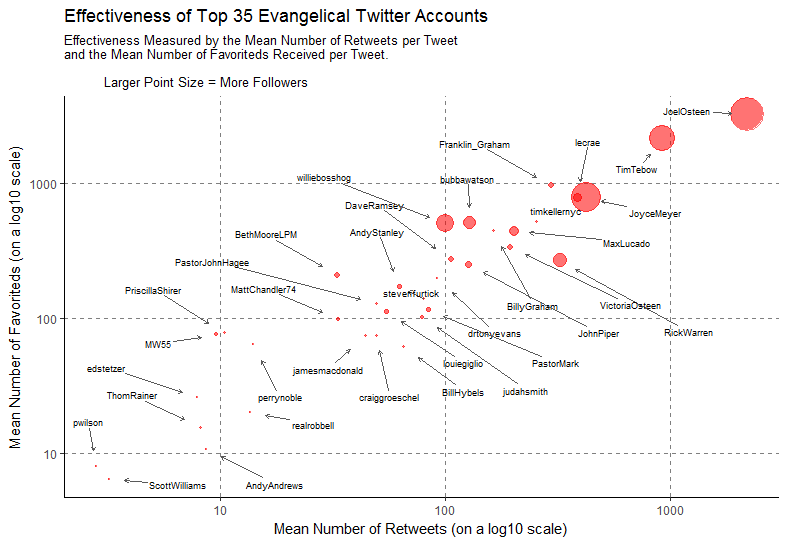 Effectiveness of Top 35 Evangelical Twitter Accounts
Effectiveness Measured by the Mean Number of Retweets per Tweet
and the Mean Number of Favoriteds Received per Tweet.
Larger Point Size = More Followers
JoelOsteen
Franklin_Graham
lecrae
TimTebow
williebosshog
bubbawatson
1000
DaveRamsey
timkellernyc
JoyceMeyer
BethMooreLPM
AndyStanley
MaxLucado
PastorJohnHagee
PriscillaShirer
MattChandler74
stevenfurtick
BillyGraham
VictoriaOsteen
100
MW55
drtonyevans
JohnPiper
RickWarren
edstetzer
jamesmacdonald
louiegiglio
PastorMark
ThomRainer
perrynoble
craiggroeschel
BillHybels
judahsmith
pwilson
realrobbell
10
ScottWilliams
AndyAndrews
10
100
1000
Mean Number of Favoriteds (on a log10 scale)
Mean Number of Retweets (on a log10 scale)